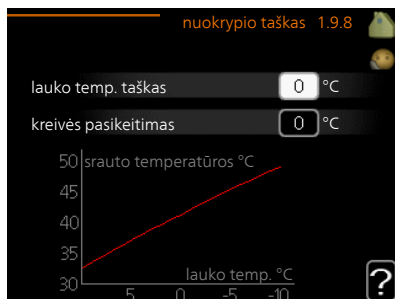 nuokrypio taškas 1.9.8
lauko temp. taškas 0 °C
kreivės pasikeitimas 0 °C
50 srauto temperatūros °C
45
40
35
lauko temp. °C
30
5 0 -5 -10
?